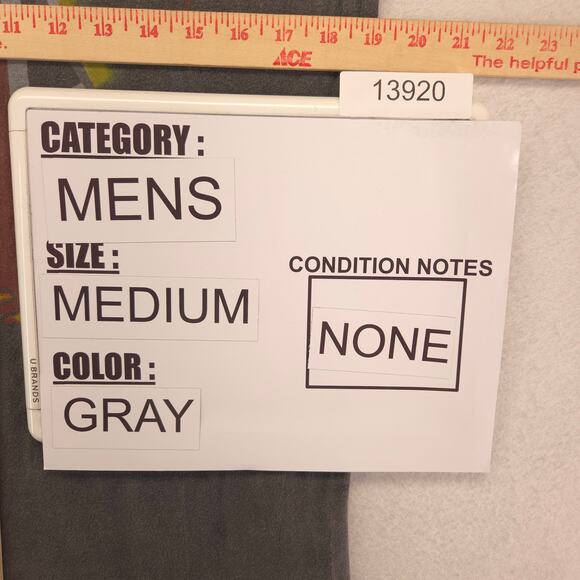 11 12 13 14 15 16 17 18 19 20 21 22 23
ACE
The helpful p
13920
CATEGORY :
MENS
SIZE :
MEDIUM
CONDITION NOTES
NONE
COLOR :
GRAY
U BRANDS